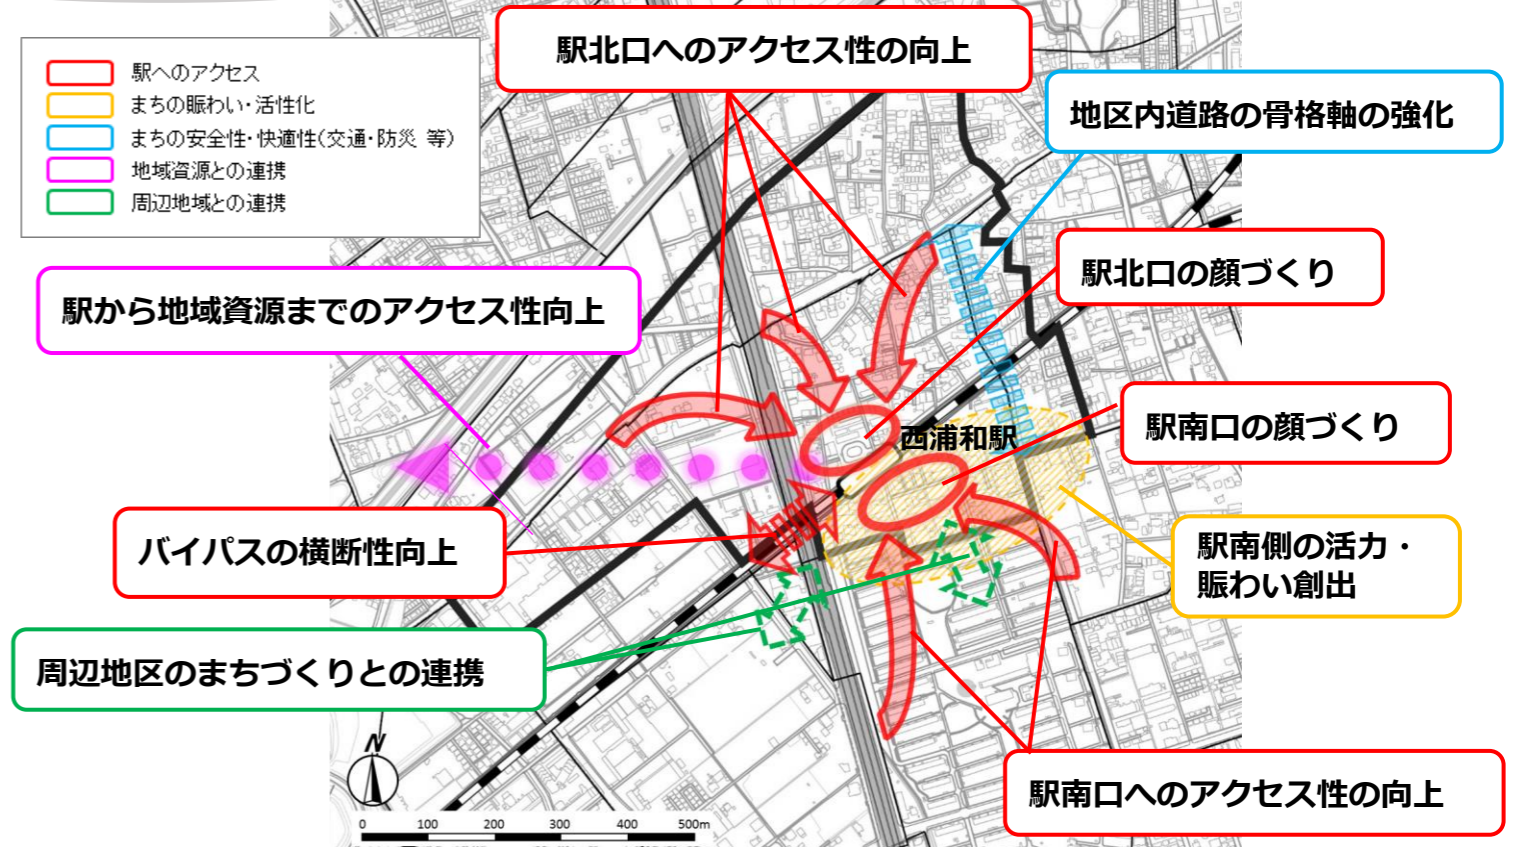 駅北口へのアクセス性の向上
駅へのアクセス
まちの賑わい・活性化
まちの安全性・快適性(交通・防災 等)
地域資源との連携
周辺地域との連携
地区内道路の骨格軸の強化
駅北口の顔づくり
駅から地域資源までのアクセス性向上
駅南口の顔づくり
西浦和駅
バイパスの横断性向上
駅南側の活力・
賑わい創出
周辺地区のまちづくりとの連携
駅南口へのアクセス性の向上
N
0 100 200 300 400 500m